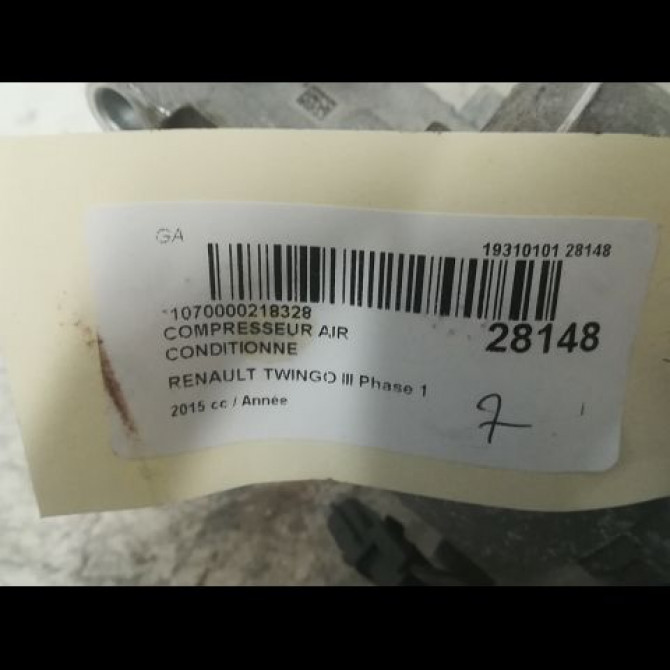 GA
19310101 28148
*1070000218328
COMPRESSEUR AIR
CONDITIONNE
28148
RENAULT TWINGO III Phase 1
2015 cc / Année
7